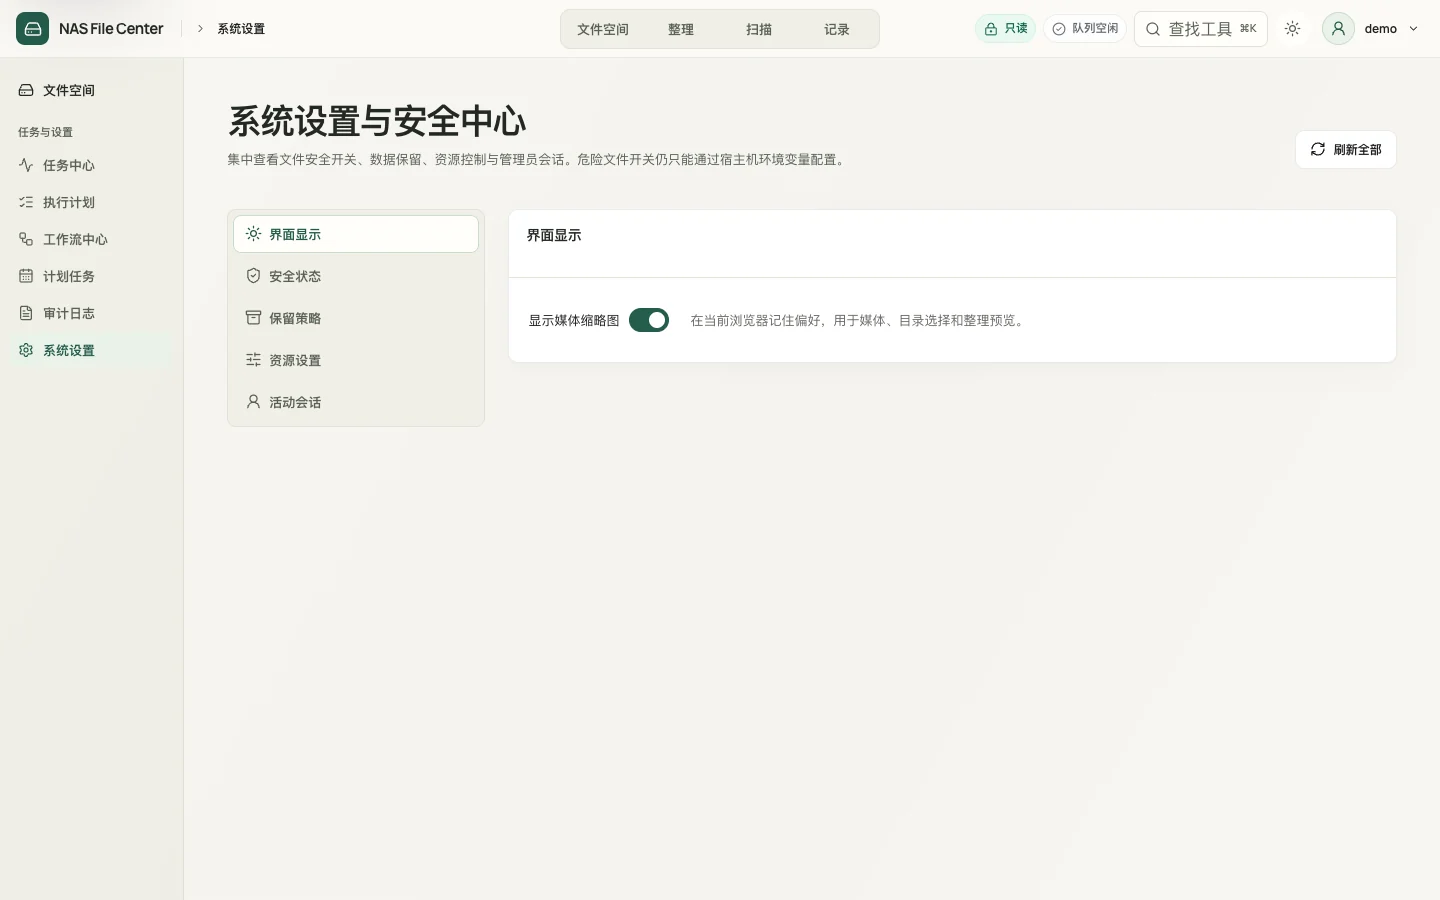 NAS File Center
系统设置
文件空间
整理
扫描
记录
只读
队列空闲
查找工具
⌘K
demo
文件空间
任务与设置
任务中心
执行计划
工作流中心
计划任务
审计日志
系统设置
系统设置与安全中心
集中查看文件安全开关、数据保留、资源控制与管理员会话。危险文件开关仍只能通过宿主机环境变量配置。
刷新全部
界面显示
安全状态
保留策略
资源设置
活动会话
界面显示
显示媒体缩略图
在当前浏览器记住偏好，用于媒体、目录选择和整理预览。